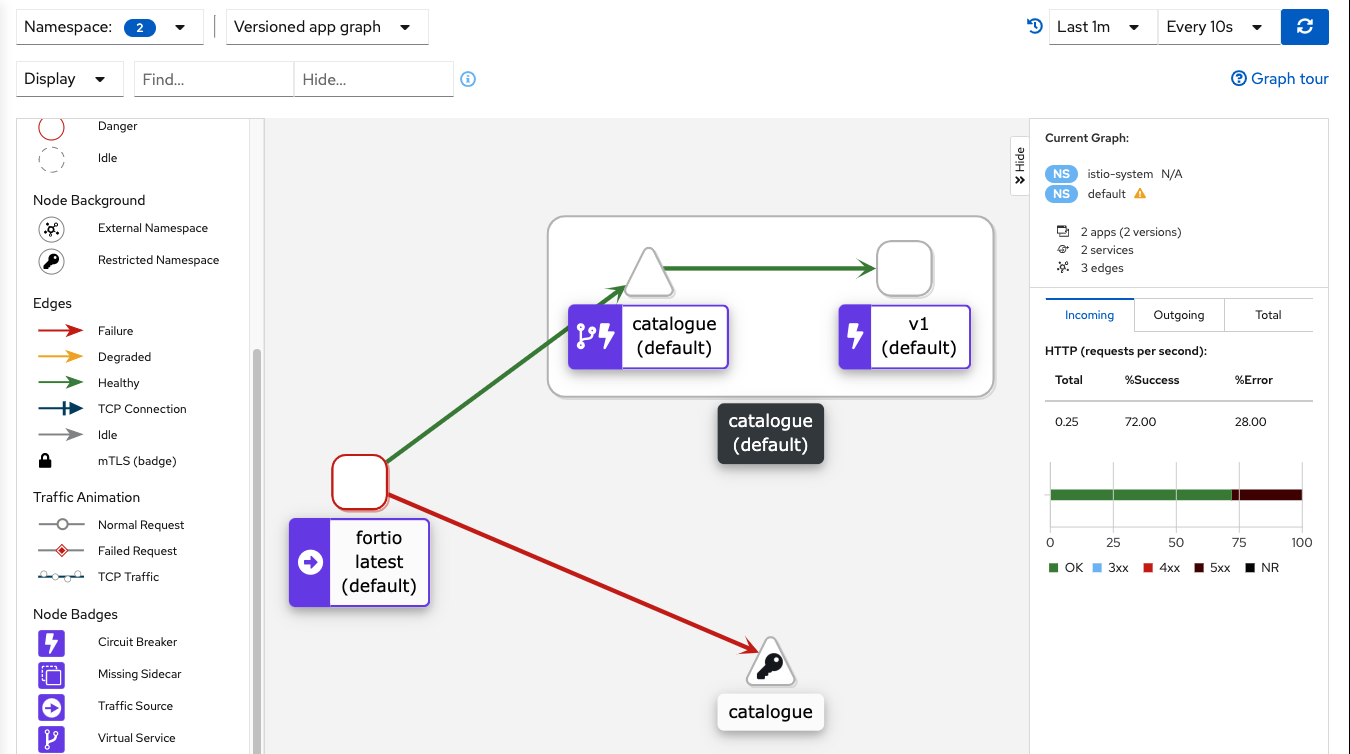 Namespace: 2
Versioned app graph
Last 1m
Every 10s
Display
Find...
Hide...
Graph tour
Danger
Idle
Node Background
External Namespace
Restricted Namespace
Edges
Failure
Degraded
Healthy
TCP Connection
Idle
mTLS (badge)
Traffic Animation
Normal Request
Failed Request
TCP Traffic
Node Badges
Circuit Breaker
Missing Sidecar
Traffic Source
Virtual Service
catalogue
(default)
v1
(default)
catalogue
(default)
fortio
latest
(default)
catalogue
Hide
Current Graph:
NS istio-system N/A
NS default
2 apps (2 versions)
2 services
3 edges
Incoming Outgoing Total
HTTP (requests per second):
Total %Success %Error
0.25 72.00 28.00
0 25 50 75 100
OK 3xx 4xx 5xx NR